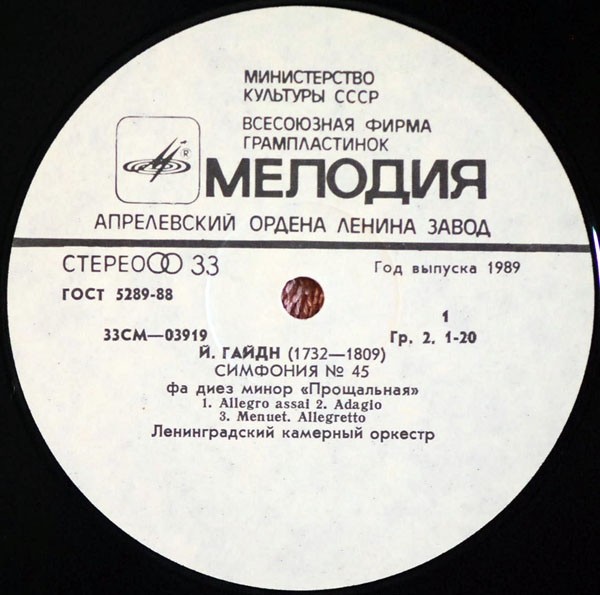 МИНИСТЕРСТВО
КУЛЬТУРЫ СССР
ВСЕСОЮЗНАЯ ФИРМА
ГРАМПЛАСТИНОК
®
МЕЛОДИЯ
АПРЕЛЕВСКИЙ ОРДЕНА ЛЕНИНА ЗАВОД
СТЕРЕО 33
Год выпуска 1989
ГОСТ 5289-88
1
33СМ—03919
Гр. 2. 1-20
Й. ГАЙДН (1732—1809)
СИМФОНИЯ № 45
фа диез минор «Прощальная»
1. Allegro assai 2. Adagio
3. Menuet. Allegretto
Ленинградский камерный оркестр